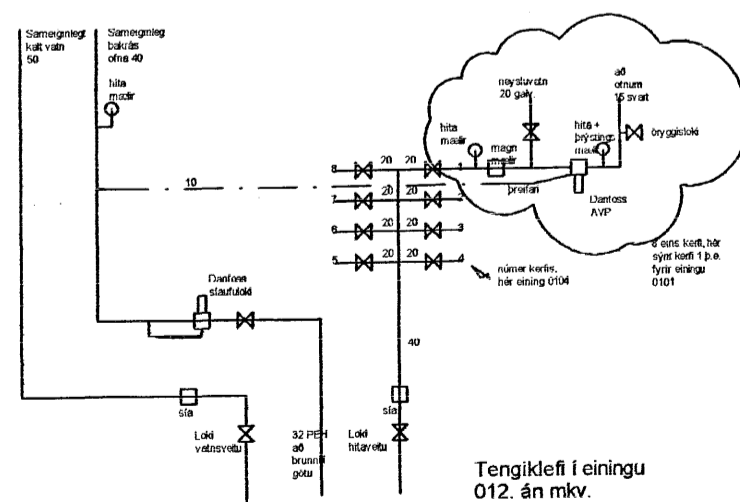 Sameiginlegt
kalt vatn
50
Sameiginleg
bakrás
ofna 40
hita
mælir
neysluvatn
20 galv.
að
ofnum
15 svart
hita
mælir
magn
mælir
hita +
þrýstings
mælir
öryggisloki
þreifari
Danfoss
AVP
8 20 20 1
10
7 20 20 2
6 20 20 3
5 20 20 4
númer kerfis,
hér eining 0104
8 eins kerfi, hér
sýnt kerfi 1 þ.e.
fyrir einingu
0101
Danfoss
slaufuloki
40
sía
sía
Loki
vatnsveitu
32 PEH
að
brunni í
götu
Loki
hitaveitu
Tengiklefi í einingu
012. án mkv.